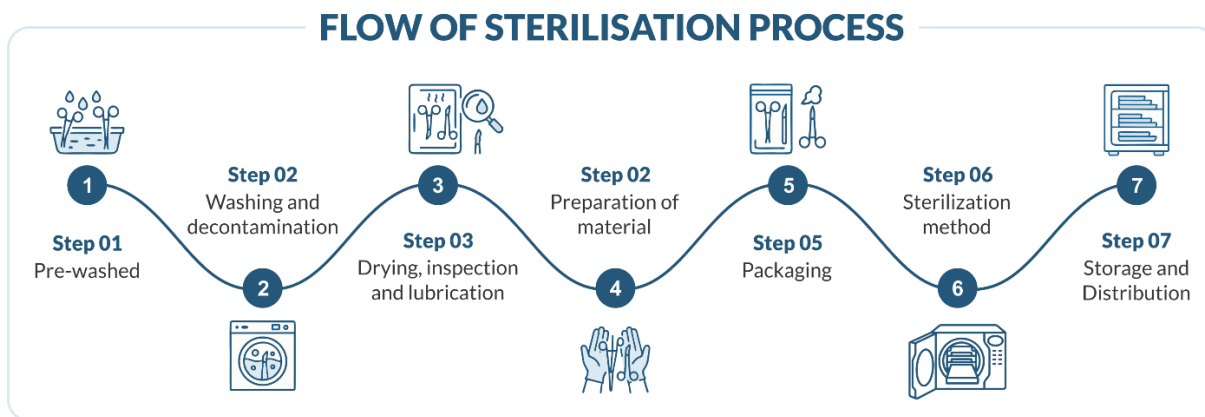 FLOW OF STERILISATION PROCESS
1
Step 01
Pre-washed
Step 02
Washing and
decontamination
2
3
Step 03
Drying, inspection
and lubrication
Step 02
Preparation of
material
4
5
Step 05
Packaging
Step 06
Sterilization
method
6
7
Step 07
Storage and
Distribution